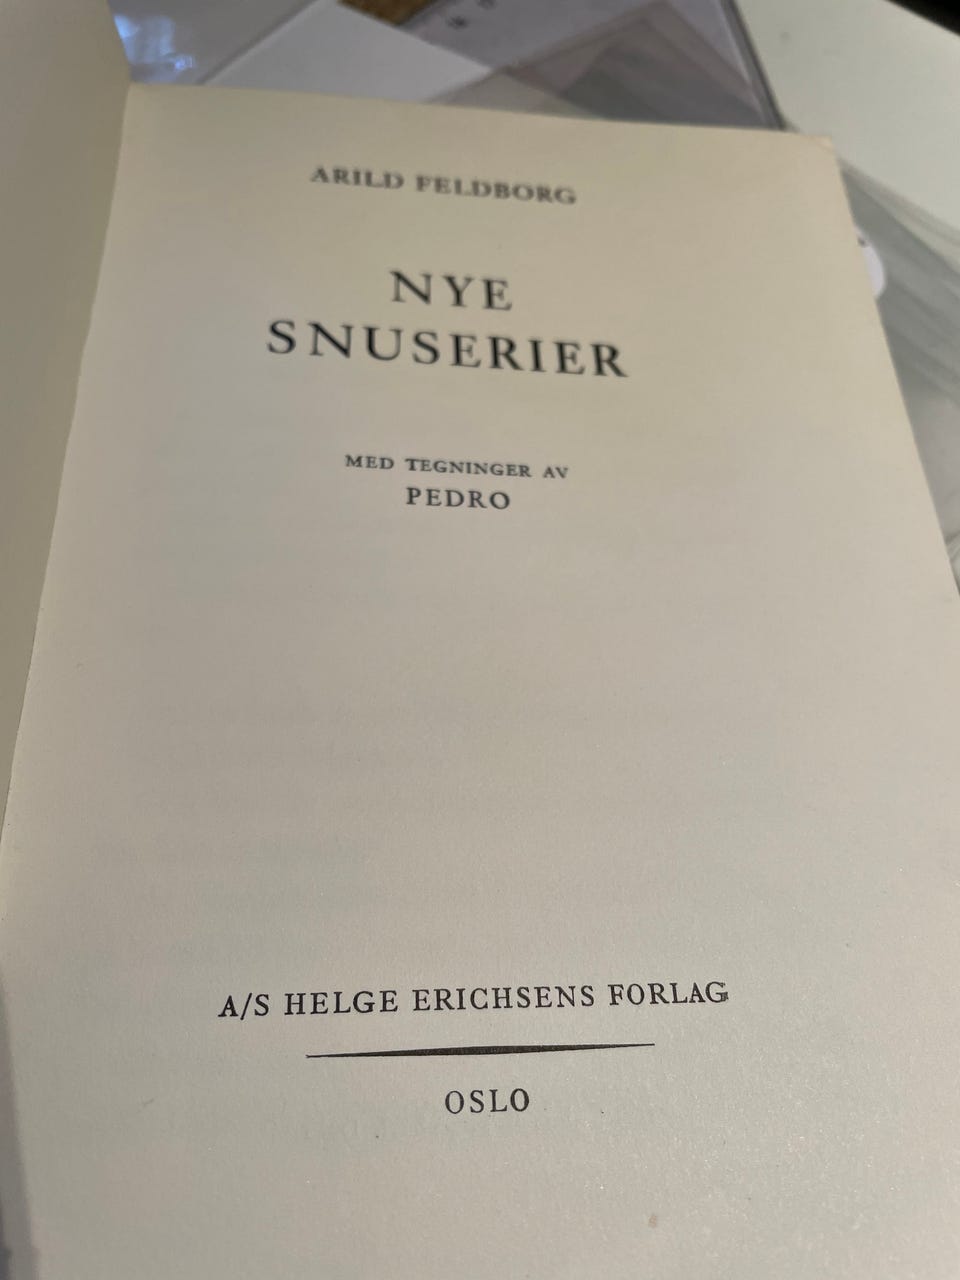 ARILD FELDBORG
NYE
SNUSERIER
MED TEGNINGER AV
PEDRO
A/S HELGE ERICHSENS FORLAG
OSLO